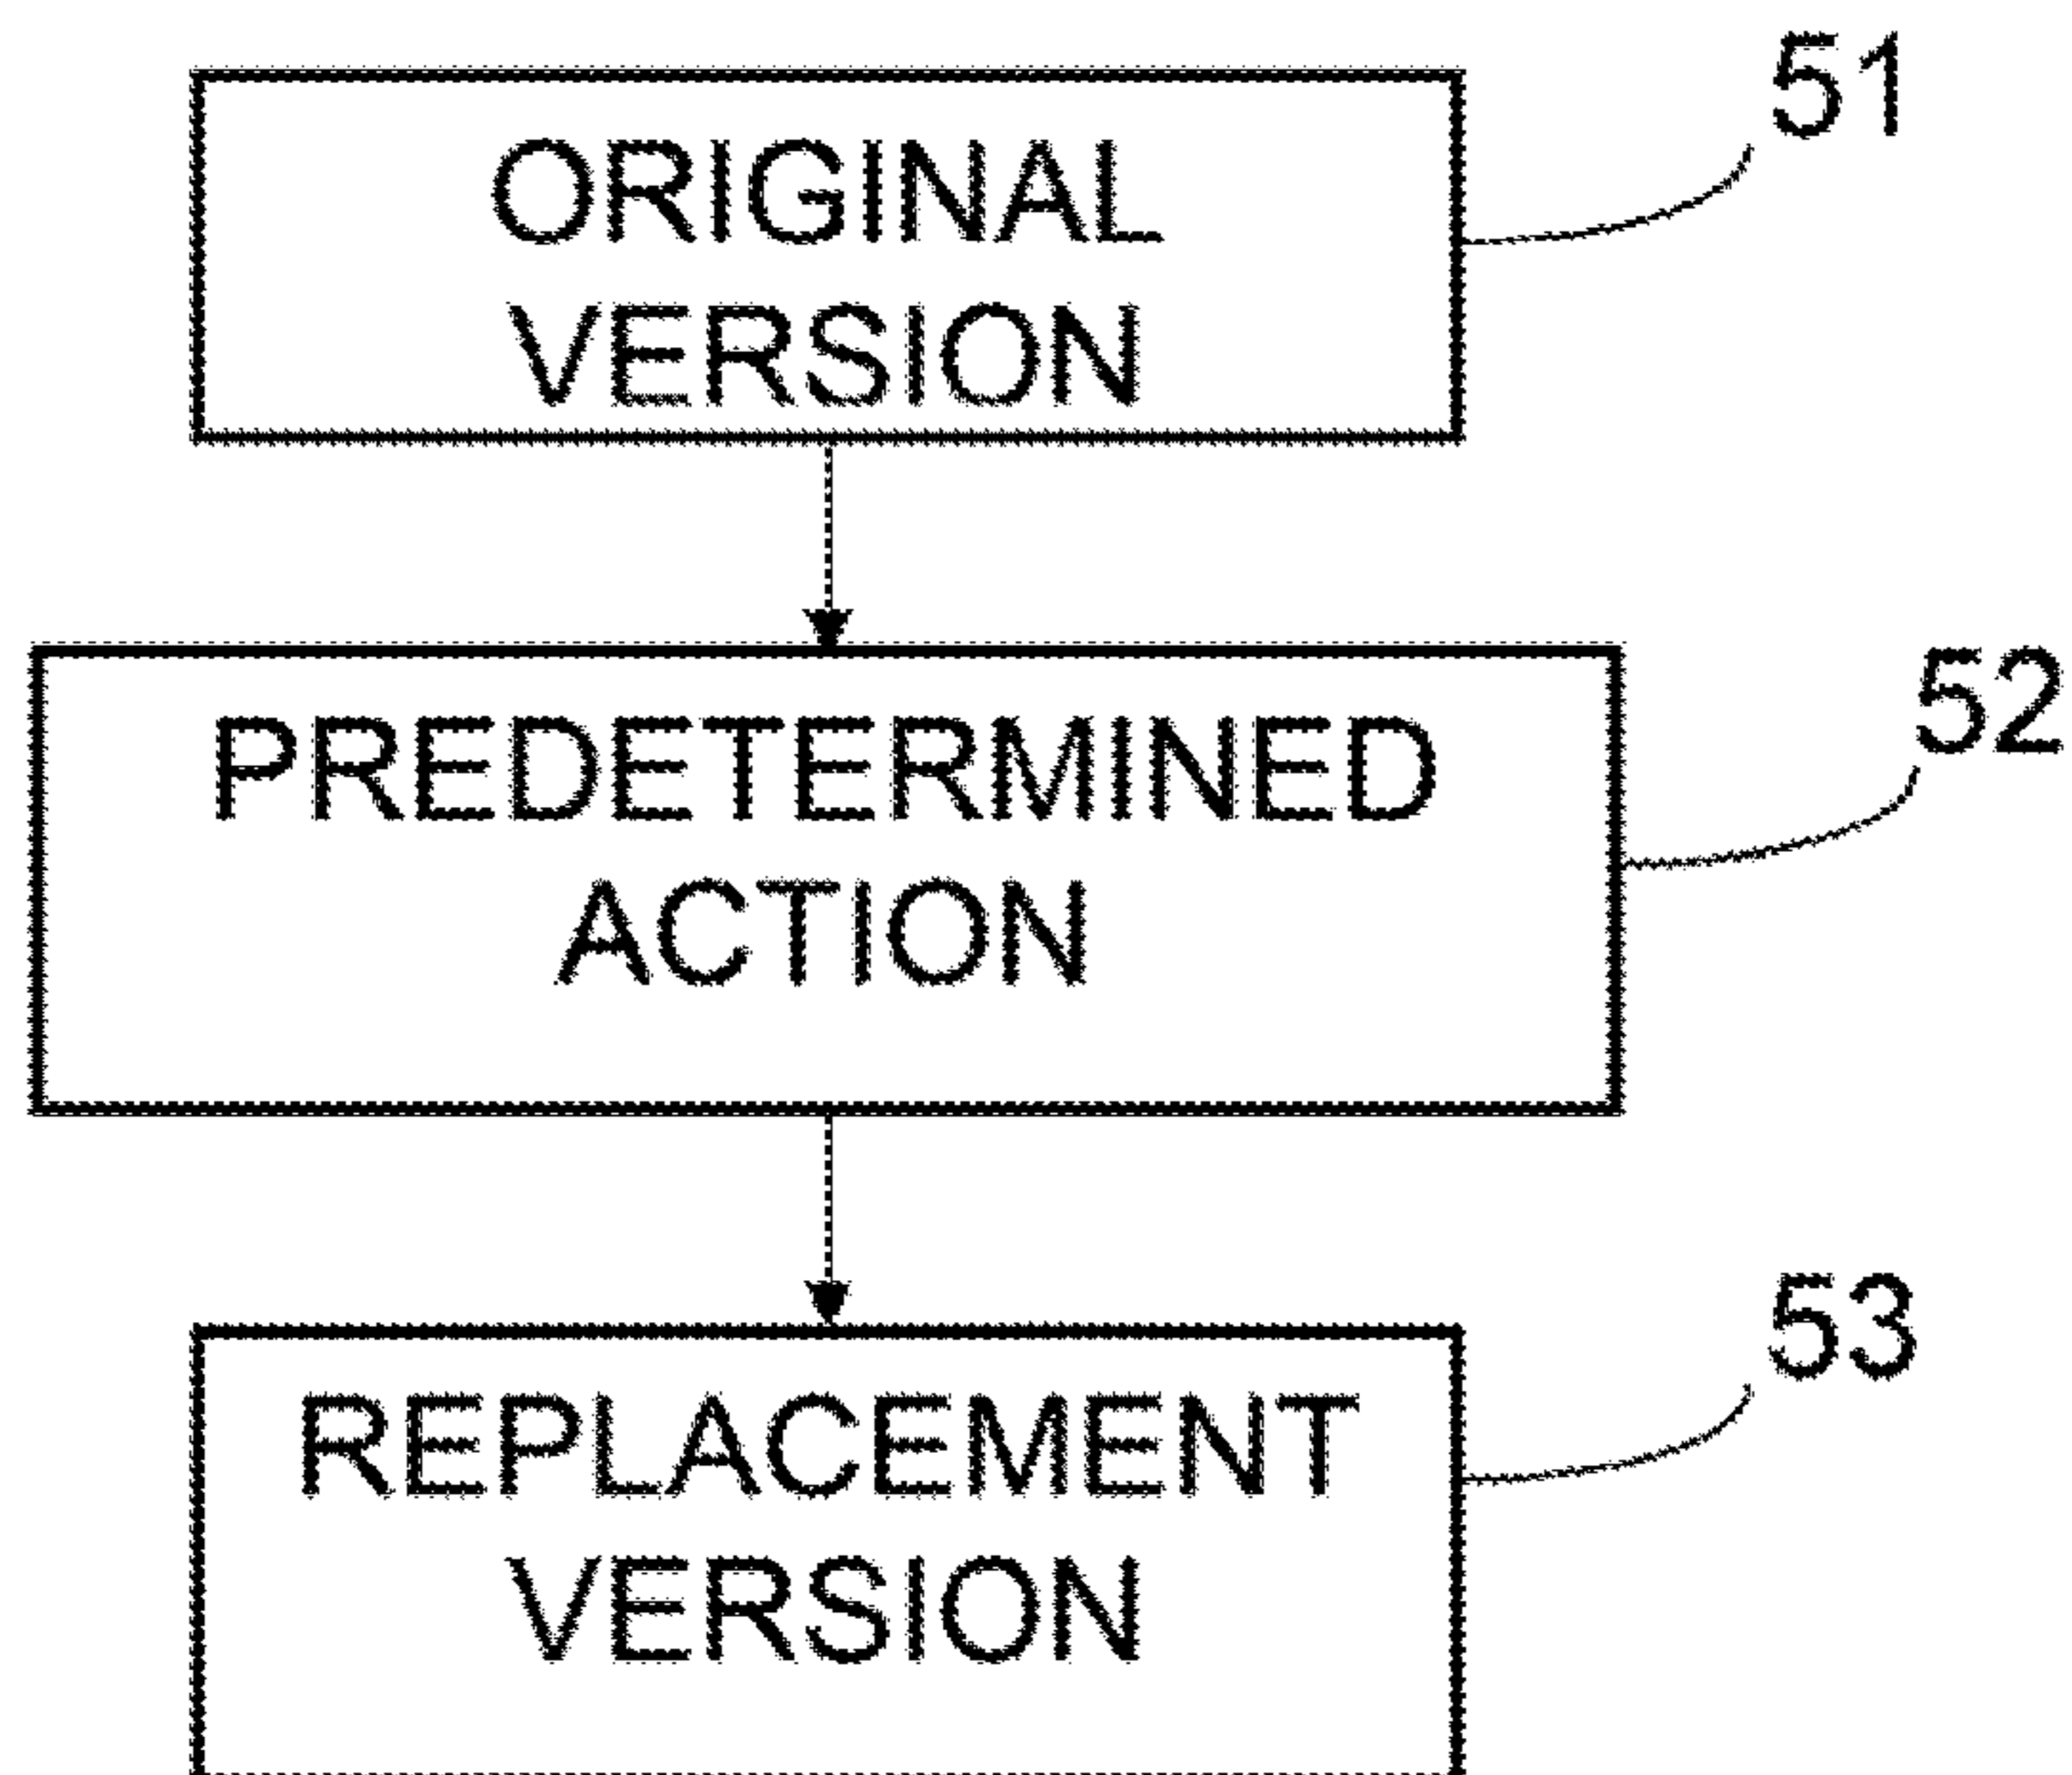 51
ORIGINAL
VERSION
52
PREDETERMINED
ACTION
53
REPLACEMENT
VERSION